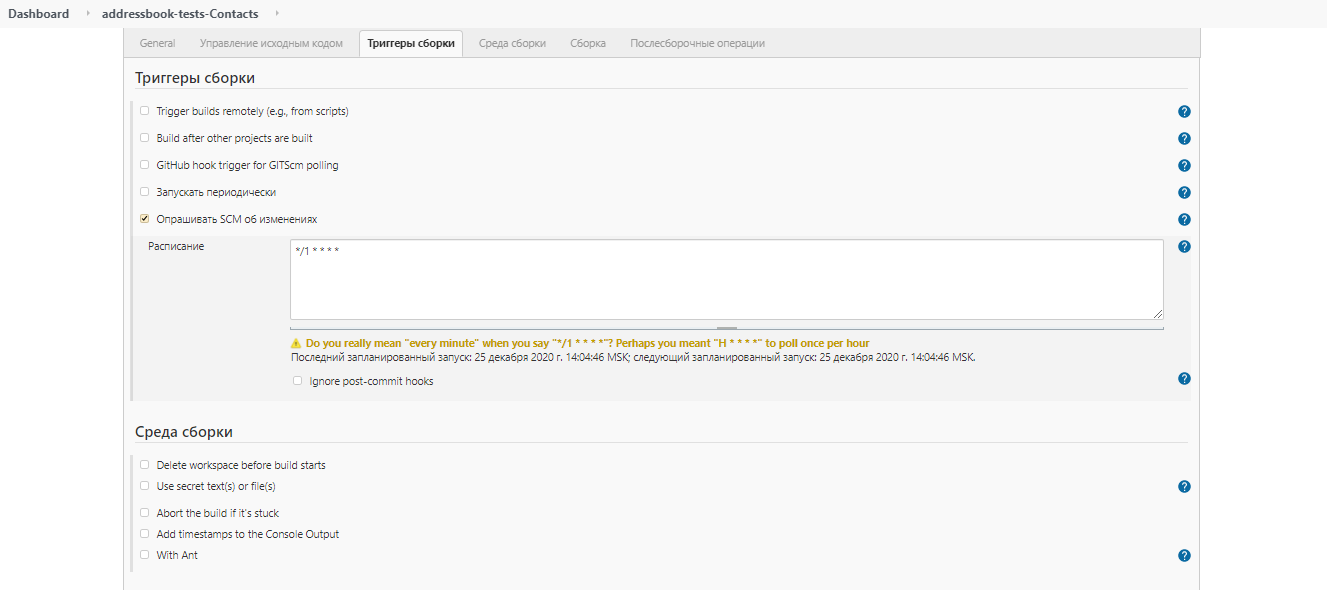 Dashboard addressbook-tests-Contacts
General Управление исходным кодом Триггеры сборки Среда сборки Сборка Послесборочные операции
Триггеры сборки
Trigger builds remotely (e.g., from scripts)
Build after other projects are built
GitHub hook trigger for GITScm polling
Запускать периодически
Опрашивать SCM об изменениях
Расписание
*/1 * * * *
Do you really mean "every minute" when you say "*/1 * * * *"? Perhaps you meant "H * * * *" to poll once per hour
Последний запланированный запуск: 25 декабря 2020 г. 14:04:46 MSK; следующий запланированный запуск: 25 декабря 2020 г. 14:04:46 MSK.
Ignore post-commit hooks
Среда сборки
Delete workspace before build starts
Use secret text(s) or file(s)
Abort the build if it's stuck
Add timestamps to the Console Output
With Ant